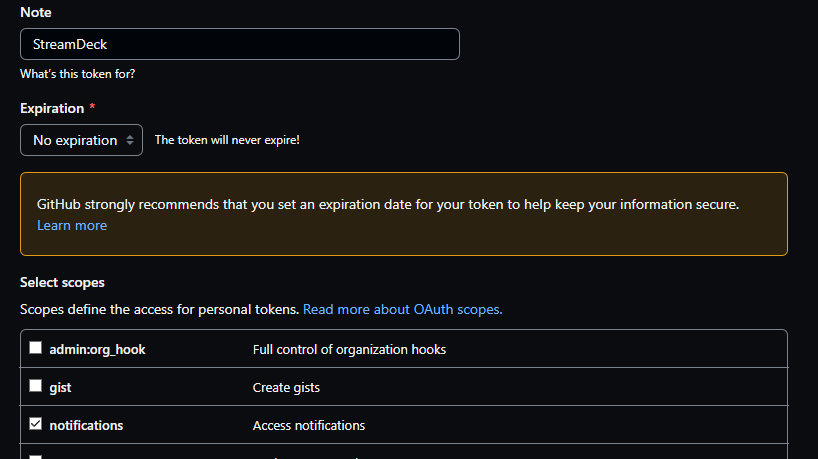 Note
StreamDeck
What's this token for?
Expiration *
No expiration The token will never expire!
GitHub strongly recommends that you set an expiration date for your token to help keep your information secure.
Learn more
Select scopes
Scopes define the access for personal tokens. Read more about OAuth scopes.
admin:org_hook Full control of organization hooks
gist Create gists
notifications Access notifications